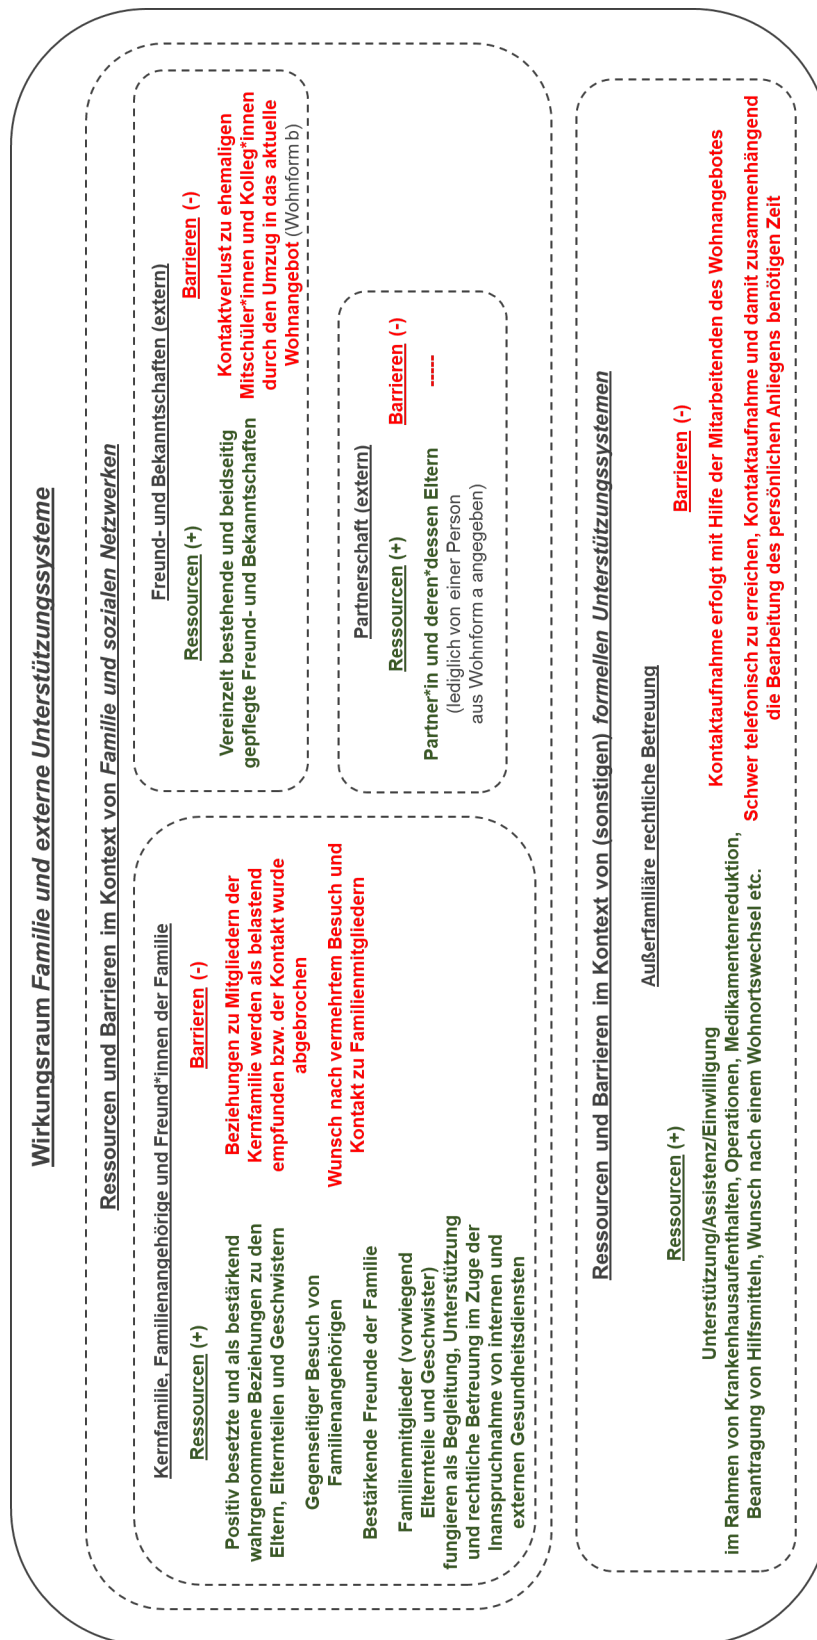 Wirkungsraum Familie und externe Unterstützungssysteme
Ressourcen und Barrieren im Kontext von Familie und sozialen Netzwerken
Kernfamilie, Familienangehörige und Freund*innen der Familie
Ressourcen (+)
Positiv besetzte und als bestärkend
wahrgenommene Beziehungen zu den
Eltern, Elternteilen und Geschwistern
Gegenseitiger Besuch von
Familienangehörigen
Bestärkende Freunde der Familie
Familienmitglieder (vorwiegend
Elternteile und Geschwister)
fungieren als Begleitung, Unterstützung
und rechtliche Betreuung im Zuge der
Inanspruchnahme von internen und
externen Gesundheitsdiensten
Barrieren (-)
Beziehungen zu Mitgliedern der
Kernfamilie werden als belastend
empfunden bzw. der Kontakt wurde
abgebrochen
Wunsch nach vermehrtem Besuch und
Kontakt zu Familienmitgliedern
Freund- und Bekanntschaften (extern)
Ressourcen (+)
Vereinzelt bestehende und beidseitig
gepflegte Freund- und Bekanntschaften
Barrieren (-)
Kontaktverlust zu ehemaligen
Mitschüler*innen und Kolleg*innen
durch den Umzug in das aktuelle
Wohnangebot (Wohnform b)
Partnerschaft (extern)
Ressourcen (+)
Partner*in und deren*dessen Eltern
(lediglich von einer Person
aus Wohnform a angegeben)
Barrieren (-)
-----
Ressourcen und Barrieren im Kontext von (sonstigen) formellen Unterstützungssystemen
Außerfamiliäre rechtliche Betreuung
Ressourcen (+)
Unterstützung/Assistenz/Einwilligung
im Rahmen von Krankenhausaufenthalten, Operationen, Medikamentenreduktion,
Beantragung von Hilfsmitteln, Wunsch nach einem Wohnortswechsel etc.
Barrieren (-)
Kontaktaufnahme erfolgt mit Hilfe der Mitarbeitenden des Wohnangebotes
Schwer telefonisch zu erreichen, Kontaktaufnahme und damit zusammenhängend
die Bearbeitung des persönlichen Anliegens benötigen Zeit